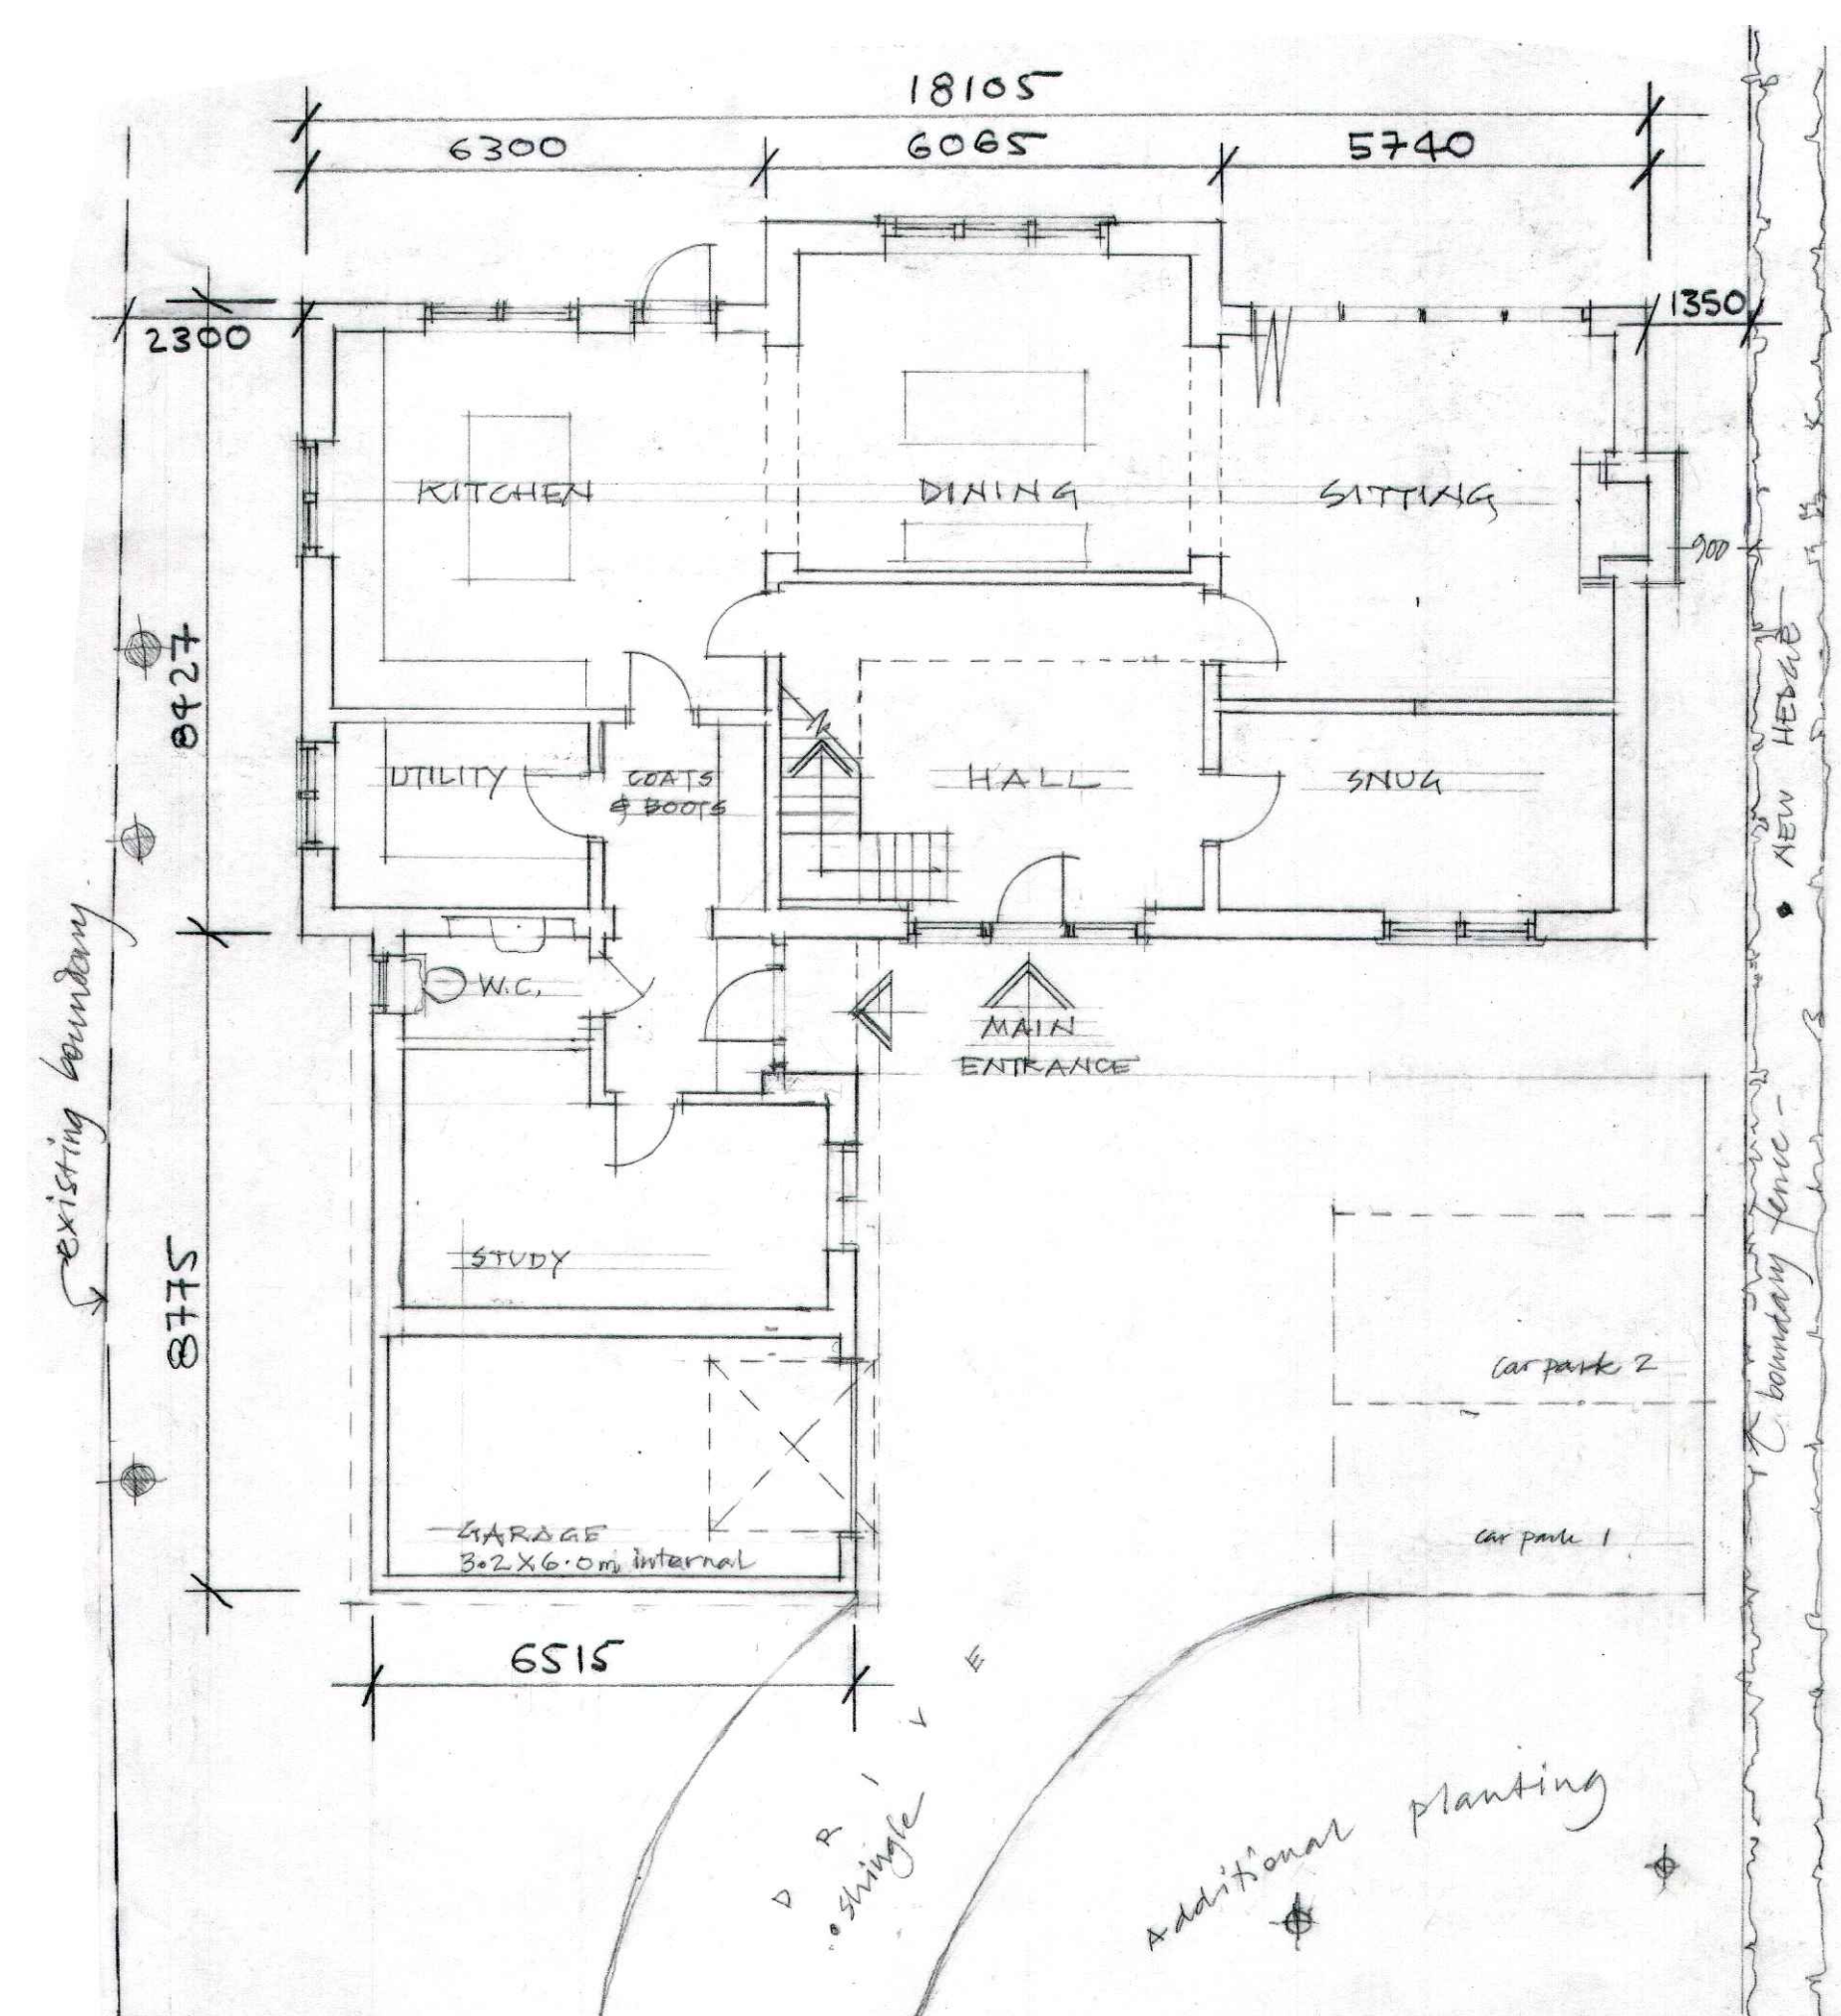 18105
6300 6065 5740
2300
1350
KITCHEN DINING SITTING
900
8427
UTILITY
COATS
& BOOTS
HALL
SNUG
NEW HEDGE
existing boundary
W.C.
MAIN
ENTRANCE
STUDY
8775
boundary fence -
car park 2
GARAGE
3.2 X 6.0m internal
car park 1
6515
DRIVE
shingle
Additional planting